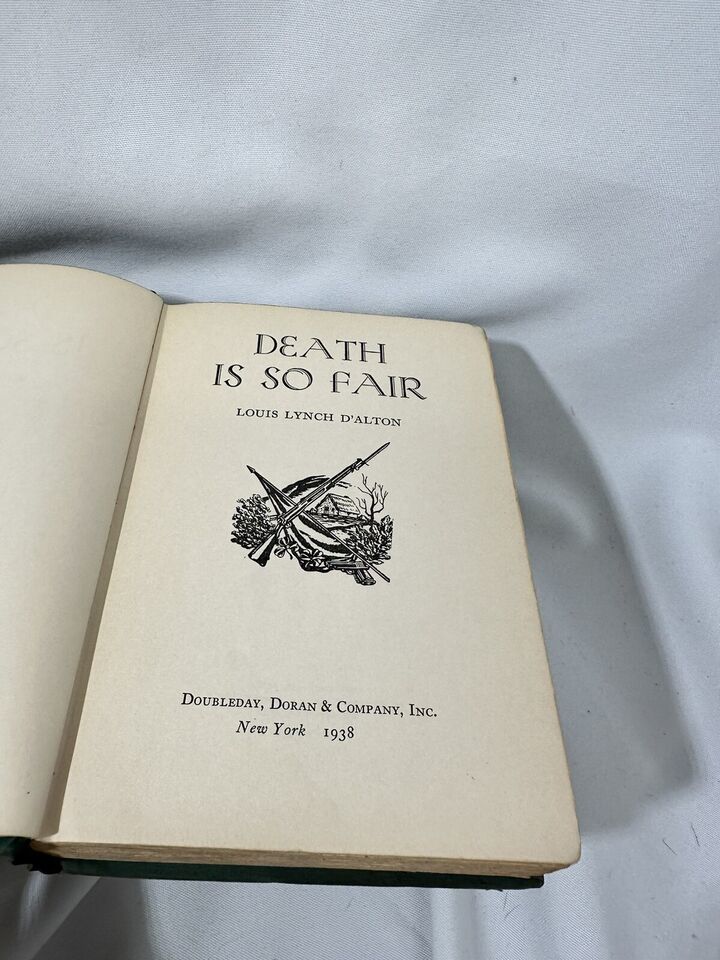 DEATH
IS SO FAIR
LOUIS LYNCH D'ALTON
DOUBLEDAY, DORAN & COMPANY, INC.
New York 1938